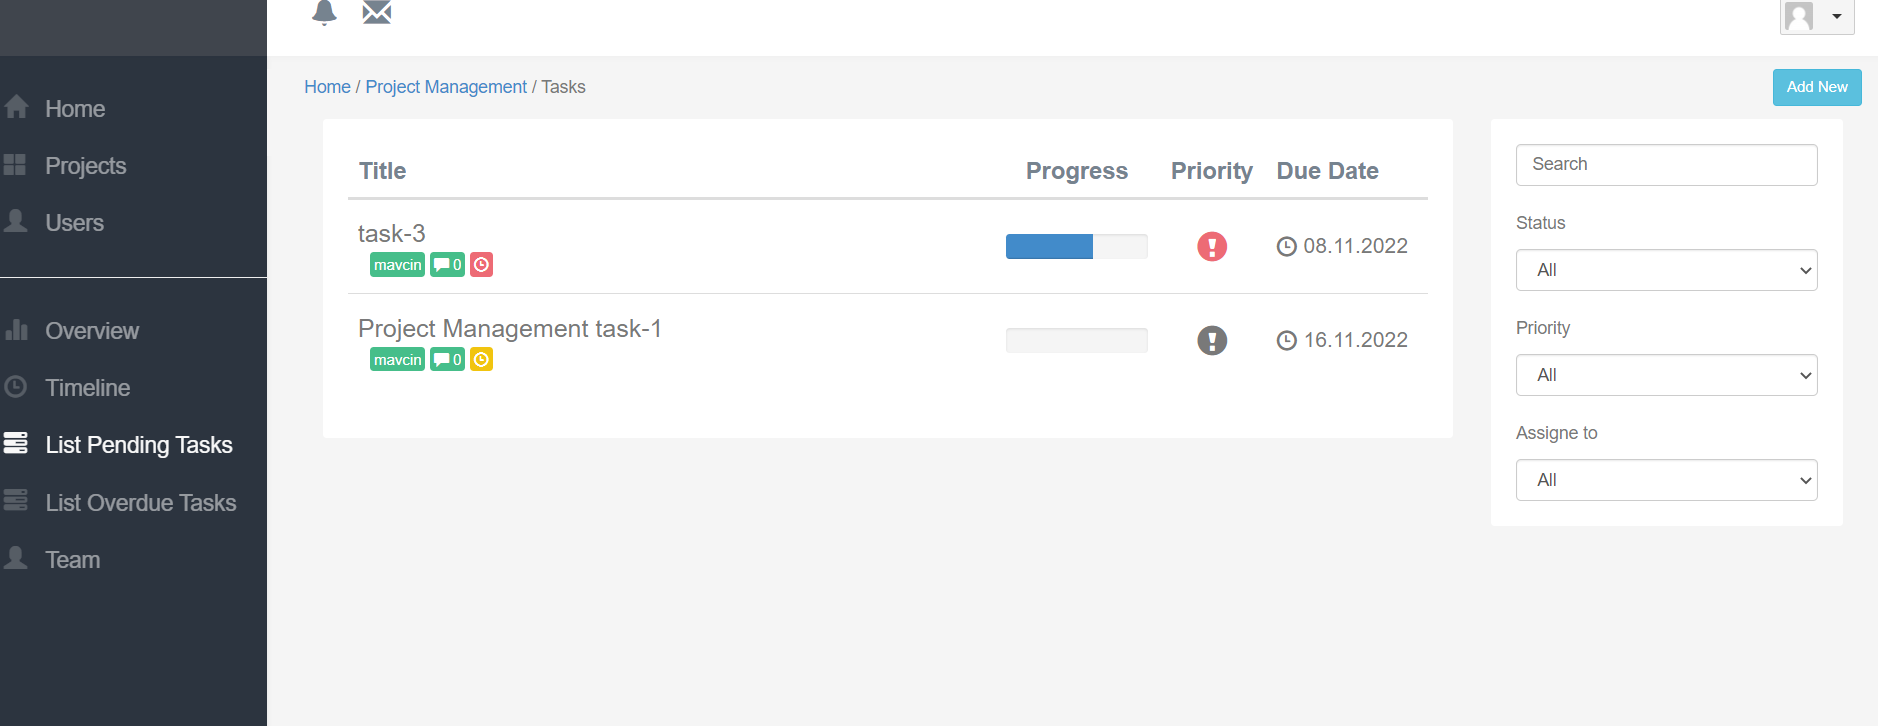 Home
Projects
Users
Overview
Timeline
List Pending Tasks
List Overdue Tasks
Team
Home / Project Management / Tasks
Add New
Title Progress Priority Due Date
task-3
mavcin 0
08.11.2022
Project Management task-1
mavcin 0
16.11.2022
Search
Status
All
Priority
All
Assigne to
All